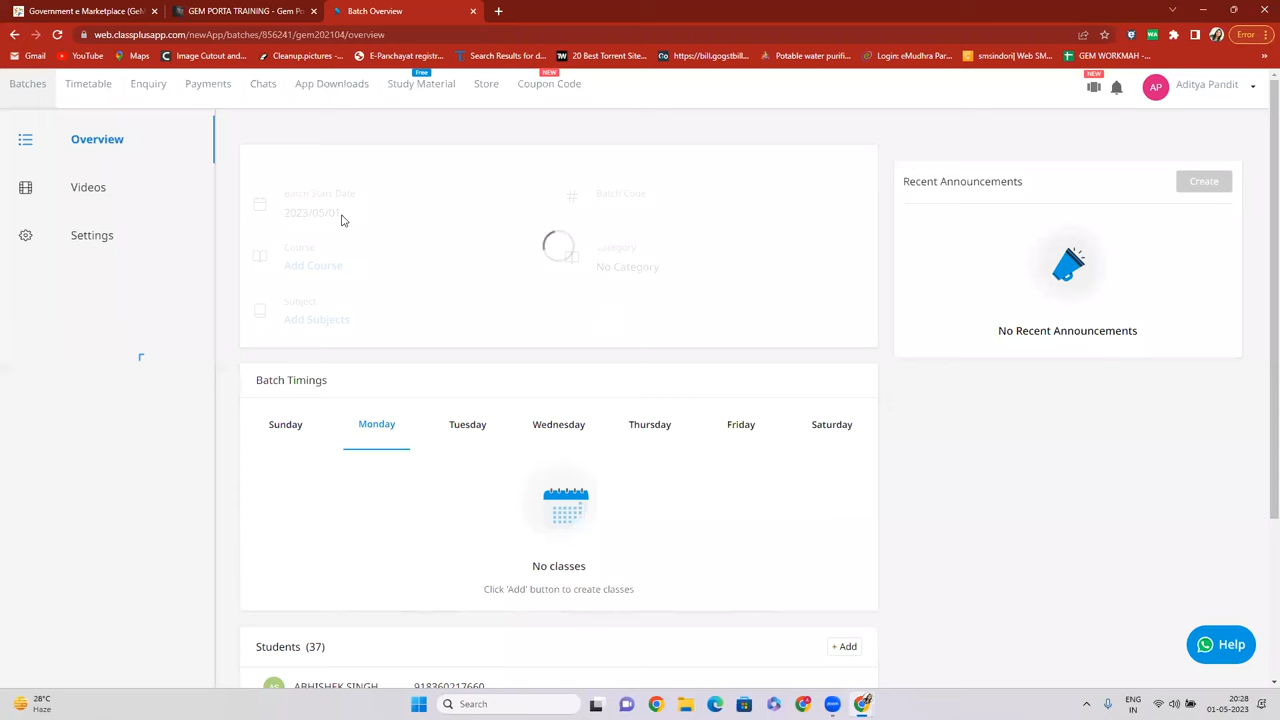 Government e Marketplace (GeM
GEM PORTA TRAINING - GEM Po
Batch Overview
web.classplusapp.com/newApp/batches/856241/gem202104/overview
Error
Gmail
YouTube
Maps
Image Cutout and...
Cleanup.pictures -...
E-Panchayat registr...
Search Results for d...
20 Best Torrent Site...
https://bill.gogstbill...
Potable water purifi...
Login: eMudhra Par...
smsindori] Web SM...
GEM WORKMAH -...
Batches
Timetable
Enquiry
Payments
Chats
App Downloads
Free
Study Material
Store
NEW
Coupon Code
NEW
AP
Aditya Pandit
Overview
Videos
Settings
Batch Start Date
2023/05/01
Batch Code
Course
Add Course
Category
No Category
Subject
Add Subjects
Recent Announcements
Create
No Recent Announcements
Batch Timings
Sunday
Monday
Tuesday
Wednesday
Thursday
Friday
Saturday
No classes
Click 'Add' button to create classes
Students (37)
+ Add
AS
ABHISHEK SINGH
918360217660
Help
28°C
Haze
Search
zoom
ENG
IN
20:28
01-05-2023